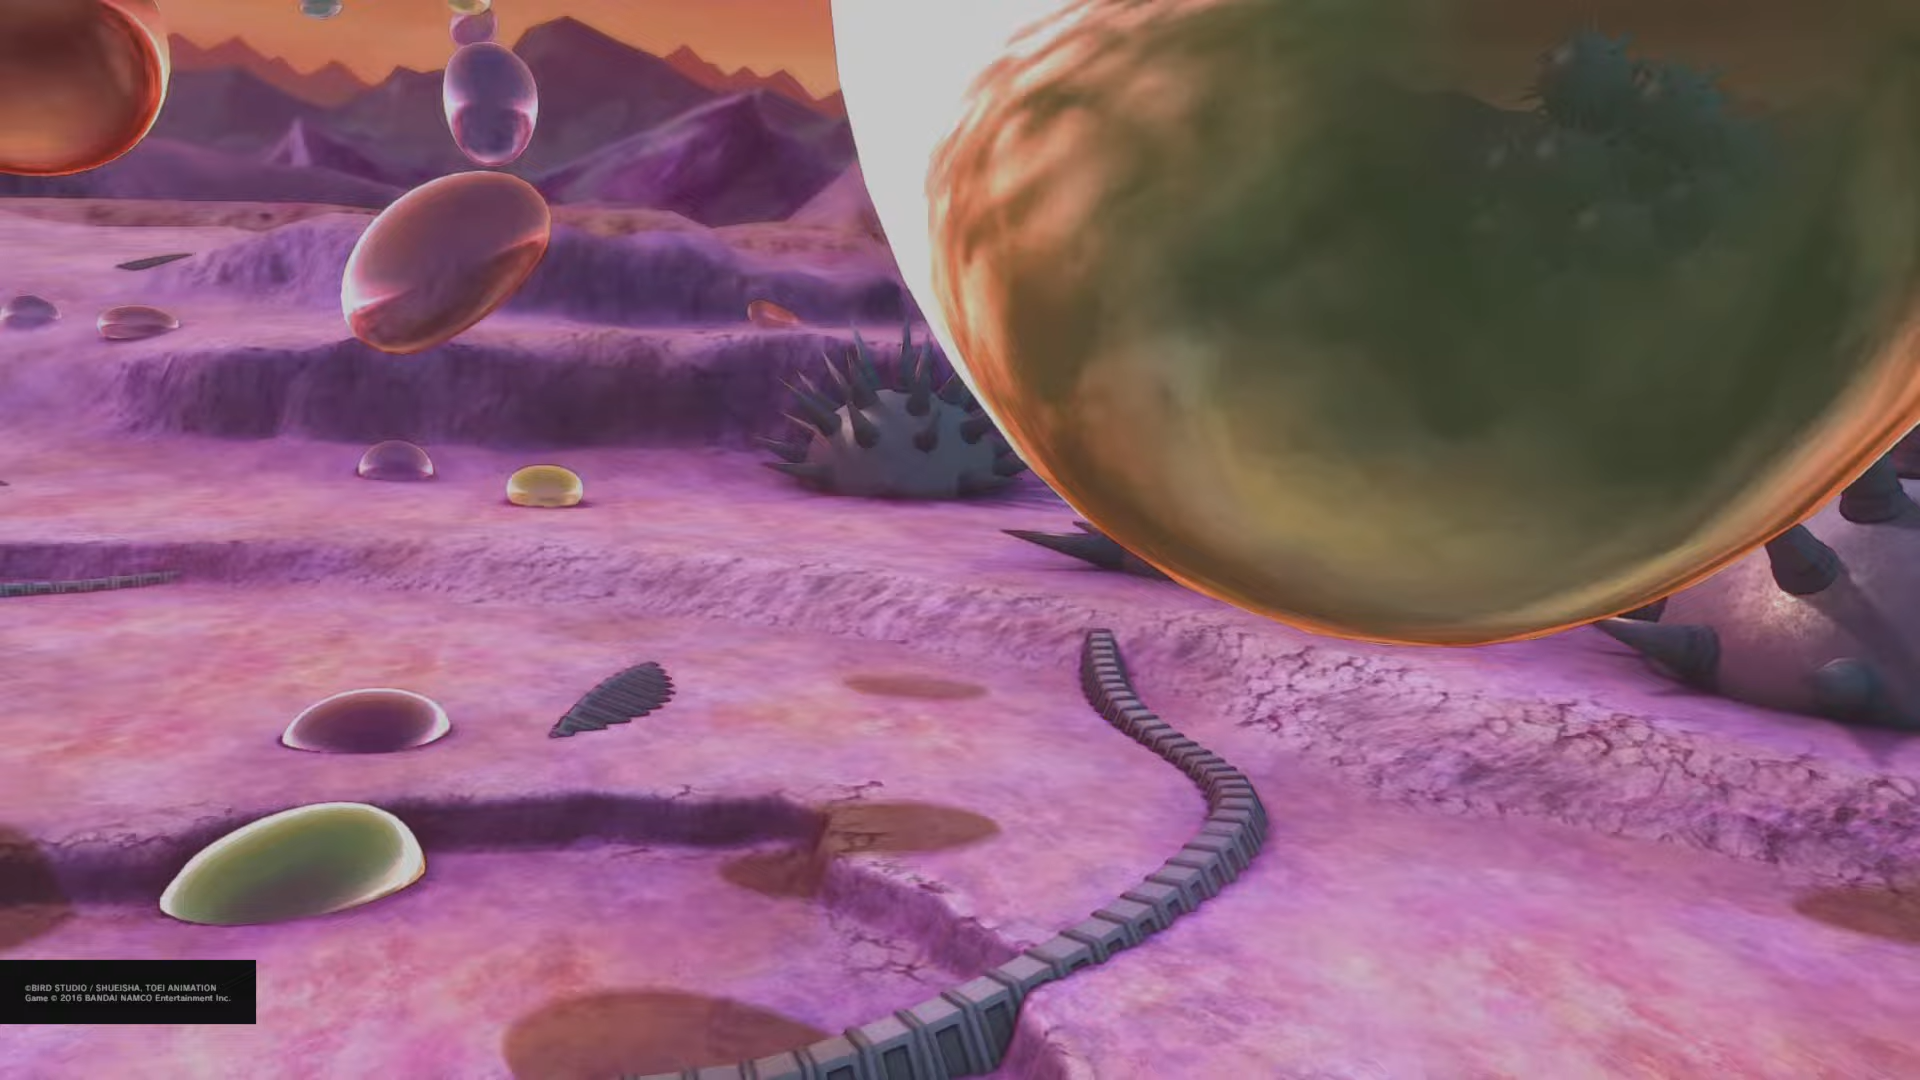 ©BIRD STUDIO / SHUEISHA, TOEI ANIMATION
Game © 2016 BANDAI NAMCO Entertainment Inc.